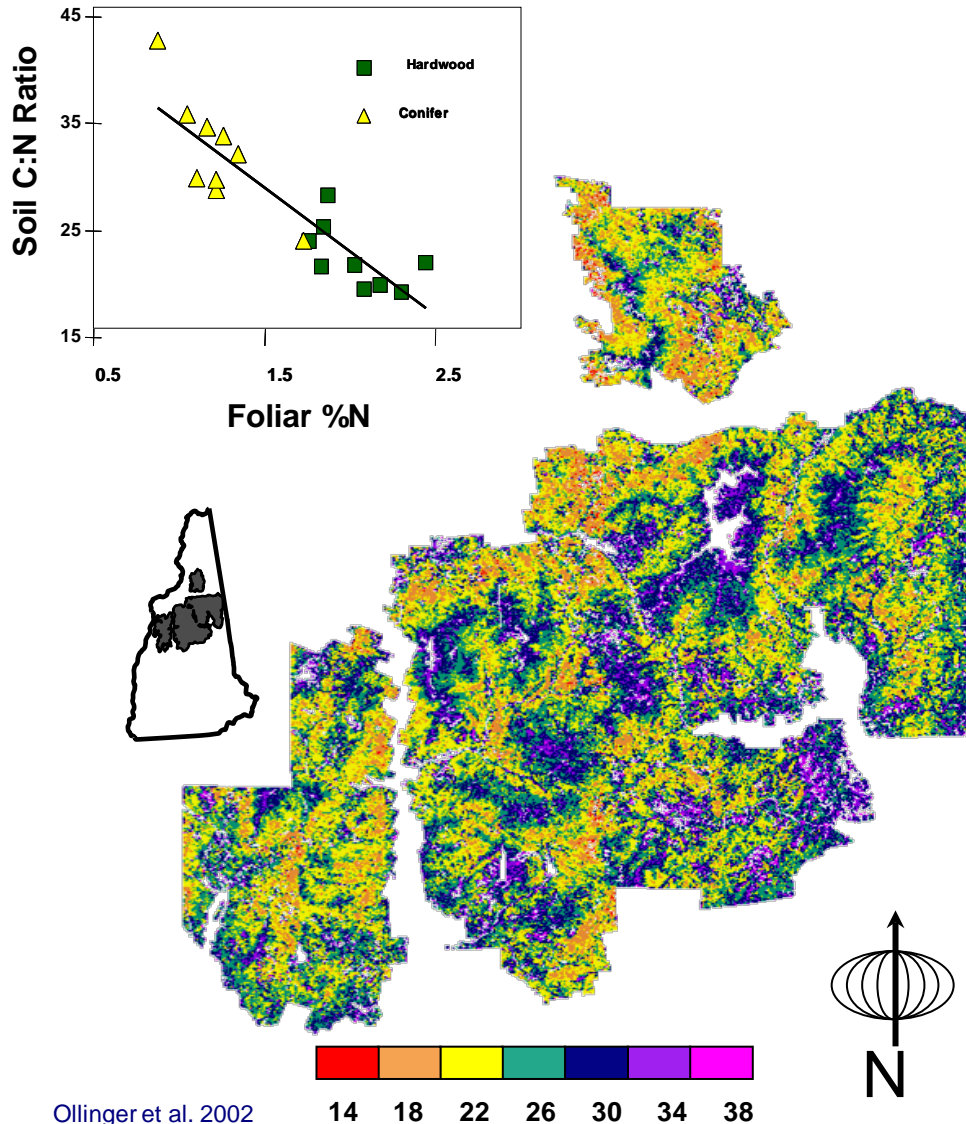 45
Hardwood
Conifer
35
Soil C:N Ratio
25
15
0.5 1.5 2.5
Foliar %N
N
14 18 22 26 30 34 38
Ollinger et al. 2002